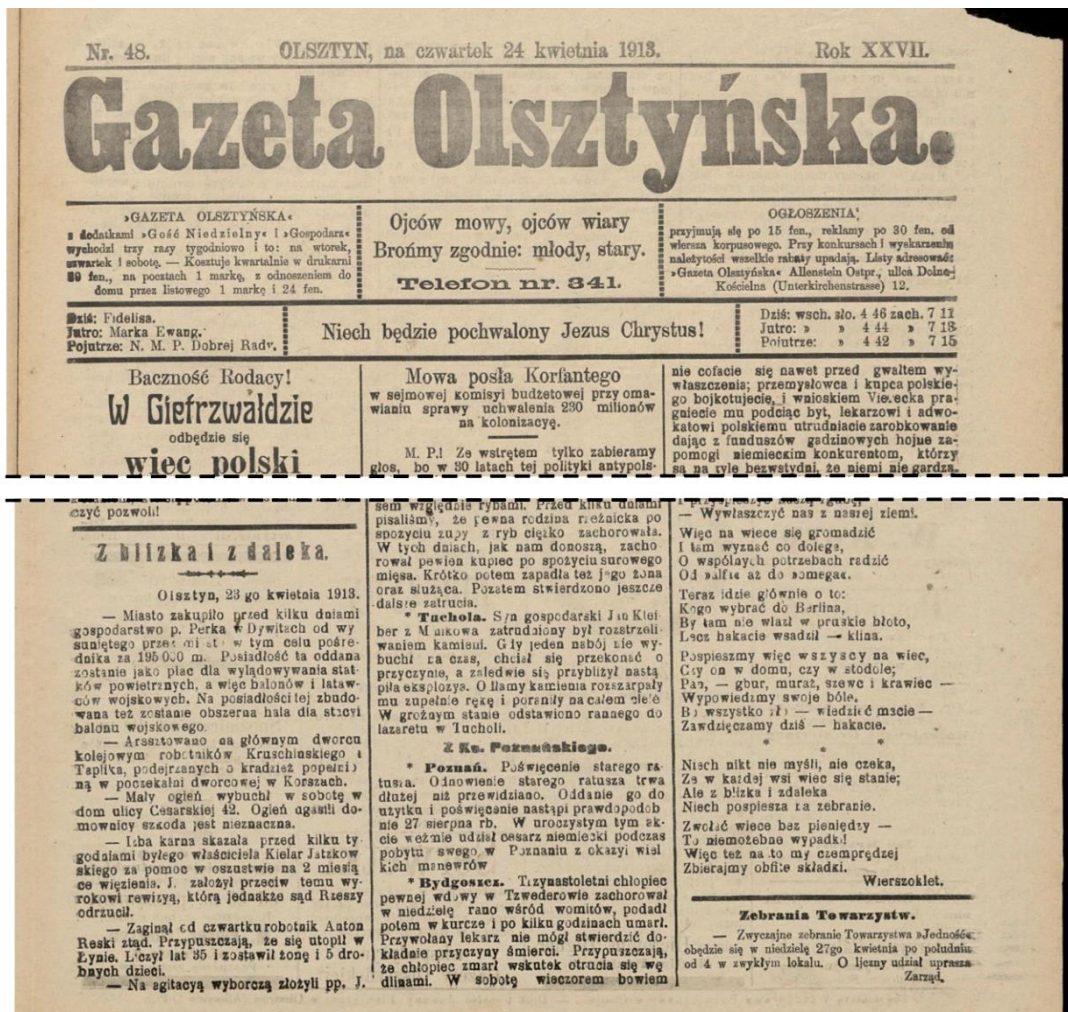 Nr. 48.
OLSZTYN, na czwartek 24 kwietnia 1913.
Rok XXVII.
Gazeta Olsztyńska.
»GAZETA OLSZTYŃSKA«
z dodatkami »Gość Niedzielny« i »Gospodarz«
wychodzi trzy razy tygodniowo i to: na wtorek,
czwartek i sobotę. — Kosztuje kwartalnie w drukarni
80 fen., na pocztach 1 markę, z odnoszeniem do
domu przez listowego 1 markę i 24 fen.
Ojców mowy, ojców wiary
Brońmy zgodnie: młody, stary.
Telefon nr. 341.
OGŁOSZENIA
przyjmują się po 15 fen., reklamy po 30 fen. od
wiersza korpusowego. Przy konkursach i wyskarżeniu
należytości wszelkie rabaty upadają. Listy adresować:
»Gazeta Olsztyńska« Allenstein Ostpr., ulica Dolno-
Kościelna (Unterkirchenstrasse) 12.
Dziś: Fidelisa.
Jutro: Marka Ewang.
Pojutrze: N. M. P. Dobrej Rady.
Niech będzie pochwalony Jezus Chrystus!
Dziś: wsch. sło. 4 46 zach. 7 11
Jutro: » » 4 44 » 7 13
Pojutrze: » 4 42 » 7 15
Baczność Rodacy!
W Giefrzwałdzie
odbędzie się
wiec polski
Mowa posła Korfantego
w sejmowej komisyi budżetowej przy oma-
wianiu sprawy uchwalenia 230 milionów
na kolonizacyę.
M. P.! Ze wstrętem tylko zabieramy
głos, bo w 30 latach tej polityki antypols-
nie cofacie się nawet przed gwałtem wy-
właszczenia; przemysłowca i kupca polskie-
go bojkotujecie, i wnioskiem Vierecka pra-
gniecie mu podciąć byt, lekarzowi i adwo-
katowi polskiemu utrudniacie zarobkowanie
dając z funduszów gadzinowych hojne za-
pomogi niemieckim konkurentom, którzy
są na tyle bezwstydni, że niemi nie gardzą.
czyć pozwoli!
Z blizka i z daleka.
Olsztyn, 23 go kwietnia 1913.
— Miasto zakupiło przed kilku dniami
gospodarstwo p. Perka w Dywitach od wy
suniętego przez miasto w tym celu pośre-
dnika za 195 000 m. Posiadłość ta oddana
zostanie jako plac dla wylądowywania stat-
ków powietrznych, a więc balonów i lataw-
ców wojskowych. Na posiadłości tej zbudo-
wana też zostanie obszerna hala dla stacyi
balonu wojskowego.
— Aresztowano na głównym dworcu
kolejowym robotników Kruschinskiego i
Taplika, podejrzanych o kradzież popełnio
ną w poczekalni dworcowej w Korszach.
— Mały ogień wybuchł w sobotę w
dom ulicy Cesarskiej 42. Ogień ugasili do-
mownicy szkoda jest nieznaczna.
— Izba karna skazała przed kilku ty
godniami byłego właściciela Kielar Jatzkow
skiego za pomoc w oszustwie na 2 miesią
ce więzienia. J. założył przeciw temu wy-
rokowi rewizyą, którą jednakże sąd Rzeszy
odrzucił.
— Zaginął od czwartku robotnik Anton
Reski ztąd. Przypuszczają, że się utopił w
Łynie. Liczył lat 35 i zostawił żonę i 5 dro-
bnych dzieci.
— Na agitacyą wyborczą złożyli pp. J.
sem względnie rybami. Przed kilku dniami
pisaliśmy, że pewna rodzina rzeźnicka po
spożyciu zupy z ryb ciężko zachorowała.
W tych dniach, jak nam donoszą, zacho-
rował pewien kupiec po spożyciu surowego
mięsa. Krótko potem zapadła też jego żona
oraz służąca. Pozatem stwierdzono jeszcze
dalsze zatrucia.
* Tuchola. Syn gospodarski Jan Klei
ber z Minikowa zatrudniony był rozstrzeli-
waniem kamieni. Gdy jeden nabój nie wy-
buchł na czas, chciał się przekonać o
przyczynie, a zaledwie się przybliżył nastą
piła eksplozya. Odłamy kamienia rozszarpały
mu zupełnie rękę i poraniły na całem ciele
W groźnym stanie odstawiono rannego do
lazaretu w Tucholi.
Z Ks. Poznańskiego.
* Poznań. Poświęcenie starego ra-
tusza. Odnowienie starego ratusza trwa
dłużej niż przewidziano. Oddanie go do
użytku i poświęcenie nastąpi prawdopodob
nie 27 sierpnia rb. W uroczystym tym ak-
cie weźmie udział cesarz niemiecki podczas
pobytu swego w Poznaniu z okazyi wiel
kich manewrów
* Bydgoszcz. Trzynastoletni chłopiec
pewnej wdowy w Tzwederowie zachorował
w niedzielę rano wśród womitów, podadł
potem w kurcze i po kilku godzinach umarł.
Przywołany lekarz nie mógł stwierdzić do-
kładnie przyczyny śmierci. Przypuszczają,
że chłopiec zmarł wskutek otrucia się wę
dlinami. W sobotę wieczorem bowiem
— Wywłaszczyć nas z naszej ziemi.
Więc na wiece się gromadzić
I tam wyznać co dolega,
O wspólnych potrzebach radzić
Od »alfa« aż do »omega«.
Teraz idzie głównie o to:
Kogo wybrać do Berlina,
By tam nie wlazł w pruskie błoto,
Lecz hakacie wsadził — klina.
Pospieszmy więc wszyscy na wiec,
Czy on w domu, czy w stodole;
Pan, — gbur, murarz, szewc i krawiec —
Wypowiedzmy swoje bóle,
Bo wszystko zło — wiedzieć macie —
Zawdzięczamy dziś — hakacie.
* * *
Niech nikt nie myśli, nie czeka,
Że w każdej wsi wiec się stanie;
Ale z blizka i zdaleka
Niech pospiesza na zebranie.
Zwołać wiece bez pieniędzy —
To niemożebne wypadki!
Więc też na to my czemprędzej
Zbierajmy obfite składki.
Wierszoklet.
Zebrania Towarzystw.
— Zwyczajne zebranie Towarzystwa »Jedność«
obędzie się w niedzielę 27go kwietnia po południu
od 4 w zwykłym lokalu. O liczny udział uprasza
Zarząd.